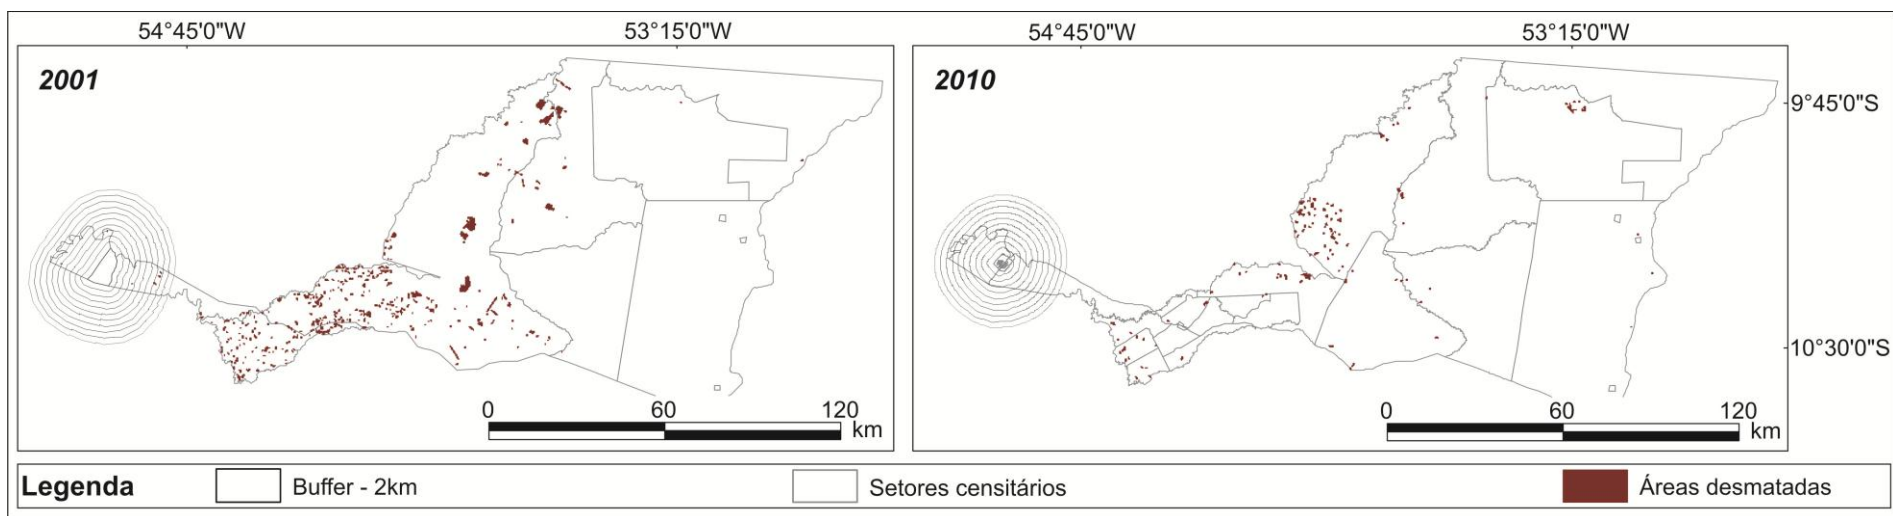 54°45'0"W 53°15'0"W 54°45'0"W 53°15'0"W
2001 2010
9°45'0"S
10°30'0"S
0 60 120 km
0 60 120 km
Legenda Buffer - 2km Setores censitários Áreas desmatadas